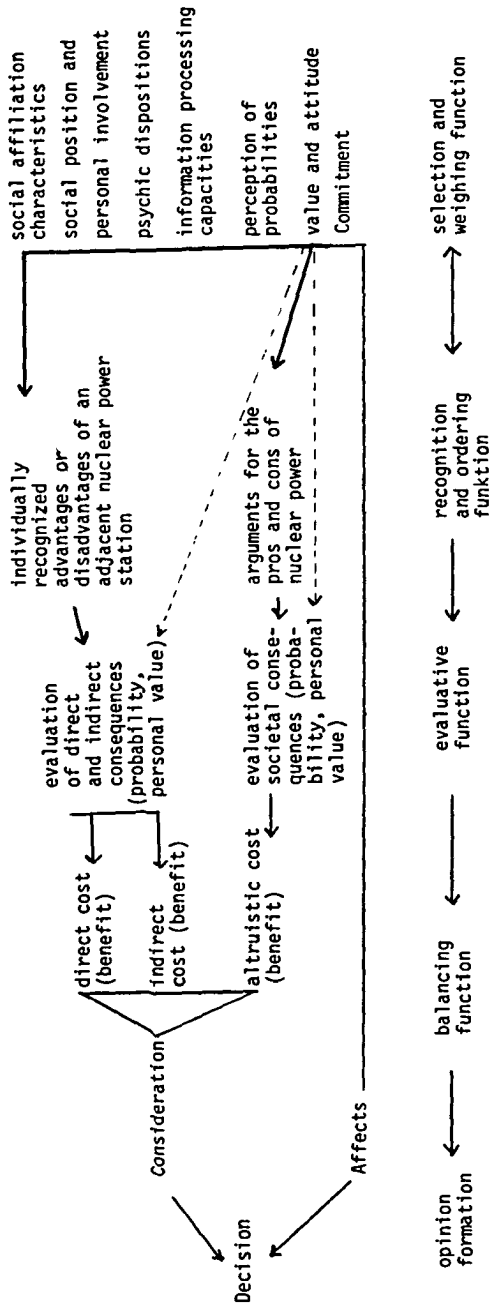 social affiliation
characteristics
social position and
personal involvement
psychic dispositions
information processing
capacities
perception of
probabilities
value and attitude
Commitment
individually
recognized
advantages or
disadvantages of an
adjacent nuclear power
station
arguments for the
pros and cons of
nuclear power
evaluation
of direct
and indirect
consequences
(probability,
personal value)
evaluation of
societal conse-
quences (proba-
bility, personal
value)
direct cost
(benefit)
indirect
cost (benefit)
altruistic cost
(benefit)
Consideration
Affects
Decision
selection and
weighing function
recognition
and ordering
funktion
evaluative
function
balancing
function
opinion
formation